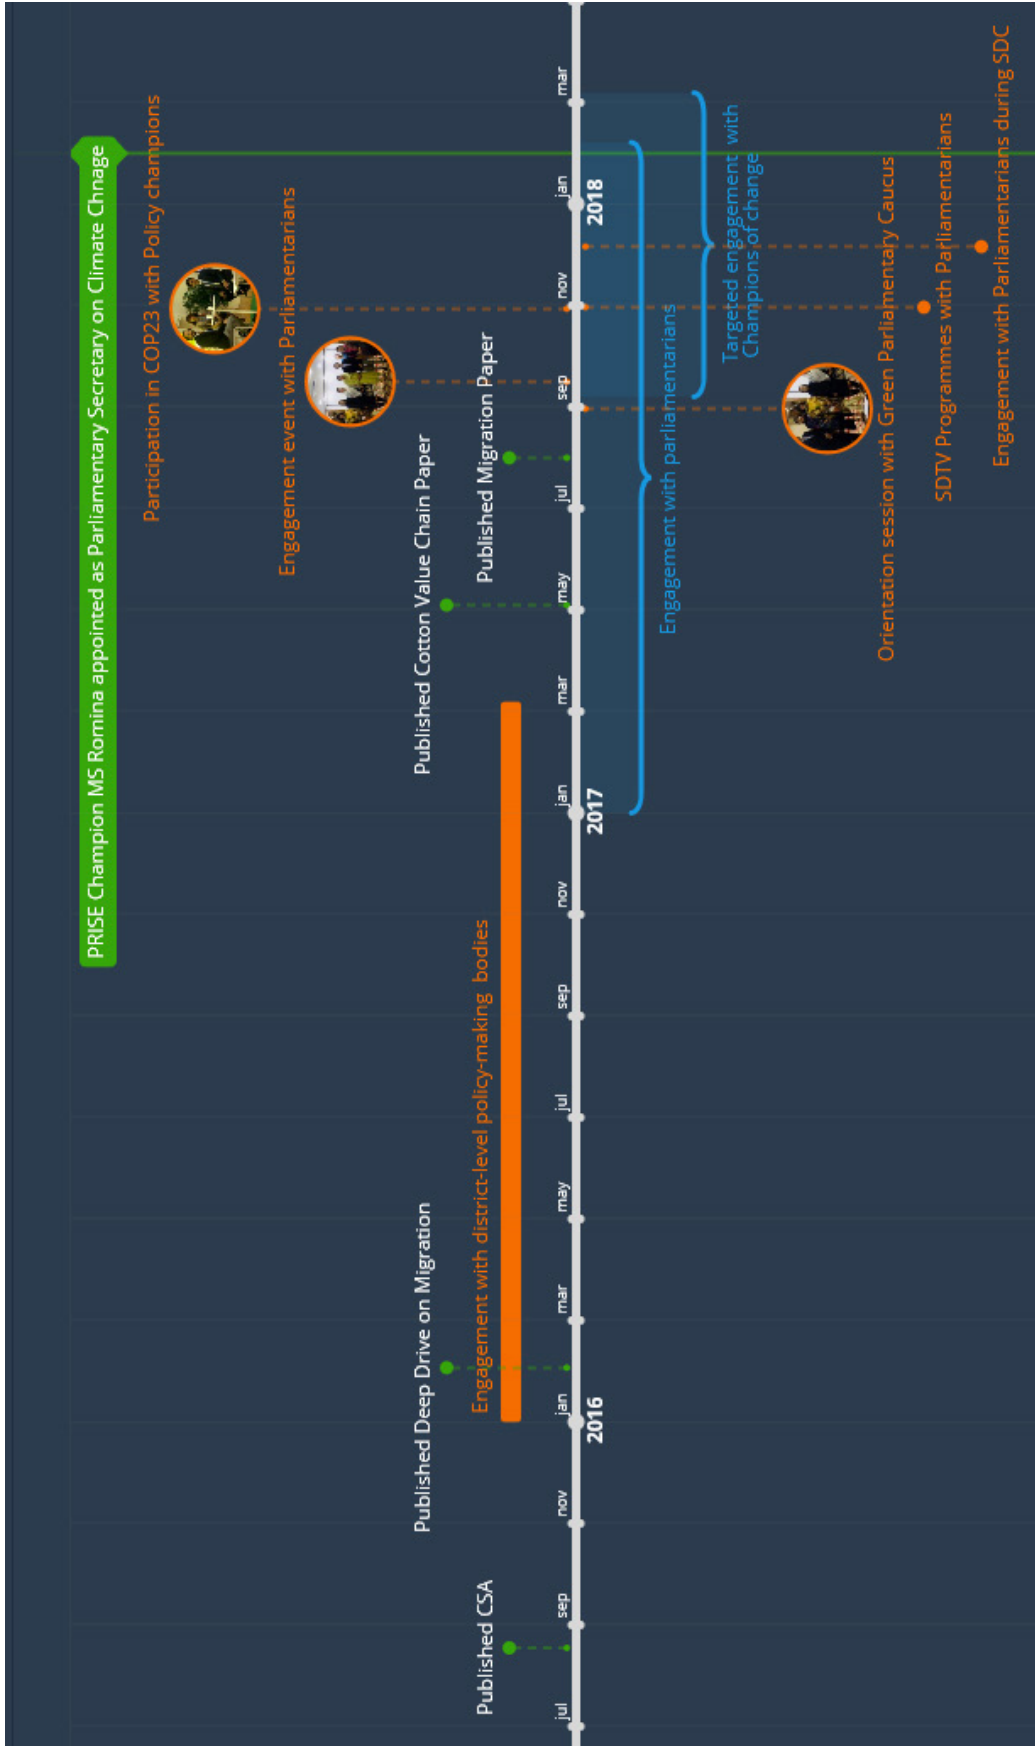 PRISE Champion MS Romina appointed as Parliamentary Secretary on Climate Chnage
Participation in COP23 with Policy champions
Engagement event with Parliamentarians
Published Deep Drive on Migration
Published Cotton Value Chain Paper
Published CSA
Engagement with district-level policy-making bodies
Published Migration Paper
jul
sep
nov
jan
mar
may
jul
sep
nov
jan
mar
may
jul
sep
nov
jan
mar
2016
2017
2018
Engagement with parliamentarians
Targeted engagement with
Champions of change
Orientation session with Green Parliamentary Caucus
SDTV Programmes with Parliamentarians
Engagement with Parliamentarians during SDC